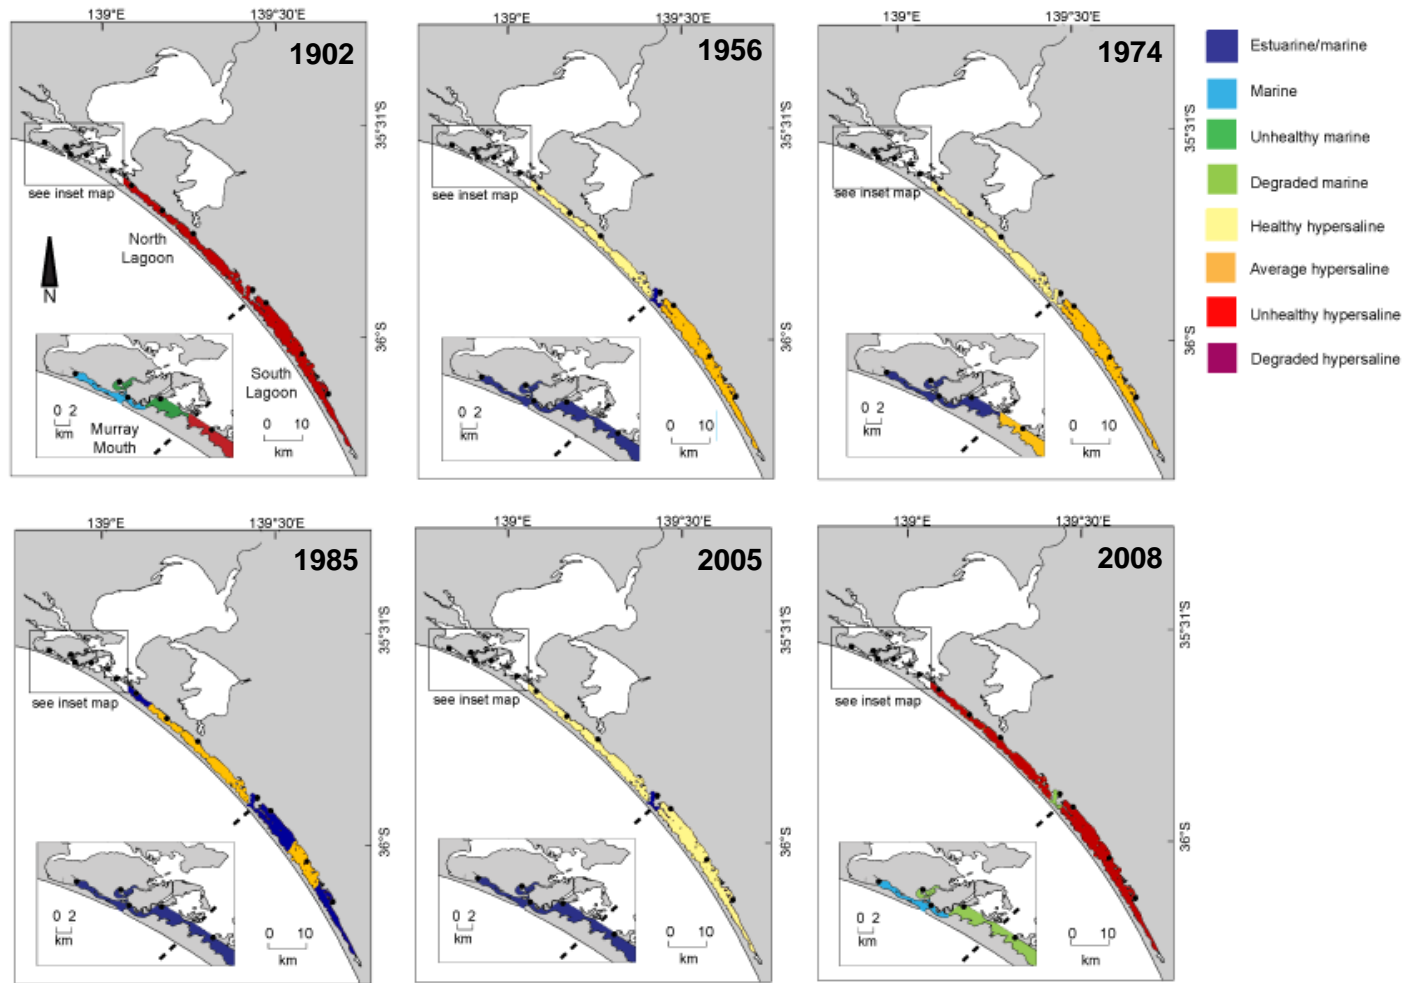 139°E
139°30'E
1902
35°31'S
see inset map
North
Lagoon
N
36°S
South
Lagoon
0 2
km
Murray
Mouth
0 10
km
139°E
139°30'E
1956
35°31'S
see inset map
36°S
0 2
km
0 10
km
139°E
139°30'E
1974
35°31'S
see inset map
36°S
0 2
km
0 10
km
Estuarine/marine
Marine
Unhealthy marine
Degraded marine
Healthy hypersaline
Average hypersaline
Unhealthy hypersaline
Degraded hypersaline
139°E
139°30'E
1985
35°31'S
see inset map
36°S
0 2
km
0 10
km
139°E
139°30'E
2005
35°31'S
see inset map
36°S
0 2
km
0 10
km
139°E
139°30'E
2008
35°31'S
see inset map
36°S
0 2
km
0 10
km